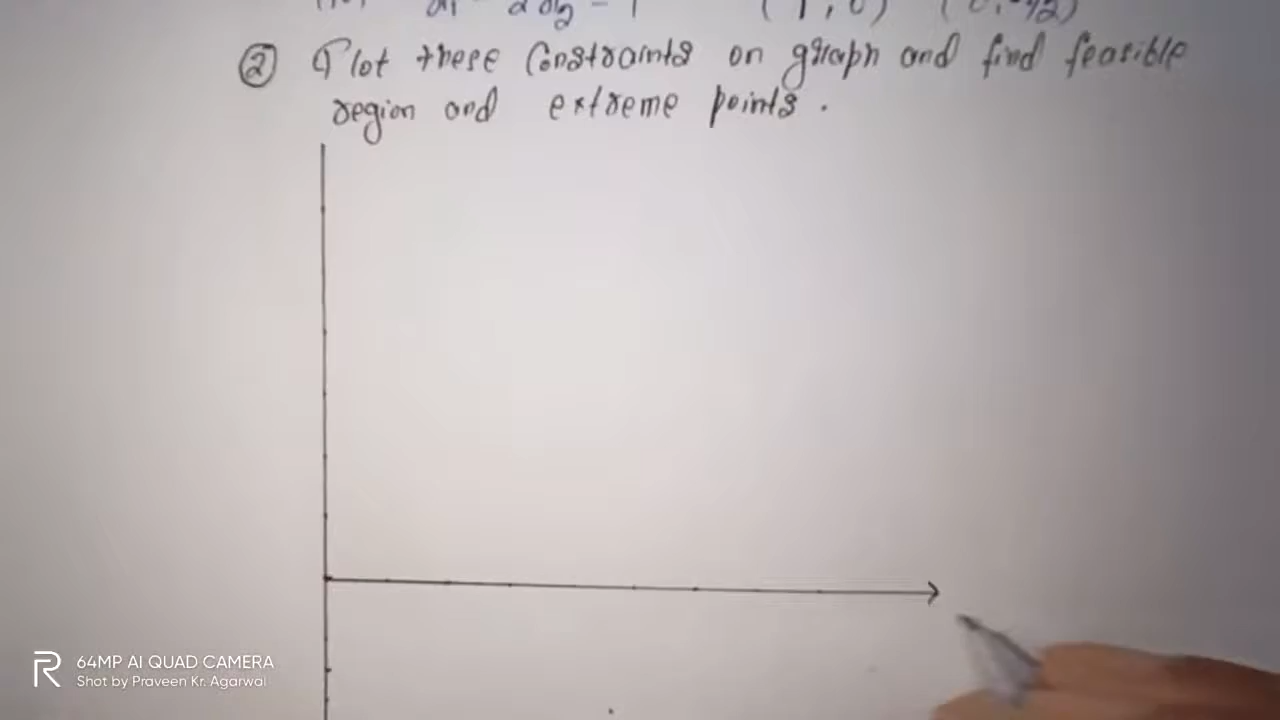 ② Plot these Constraints on graph and find feasible
region and extreme points.
64MP AI QUAD CAMERA
Shot by Praveen Kr. Agarwal